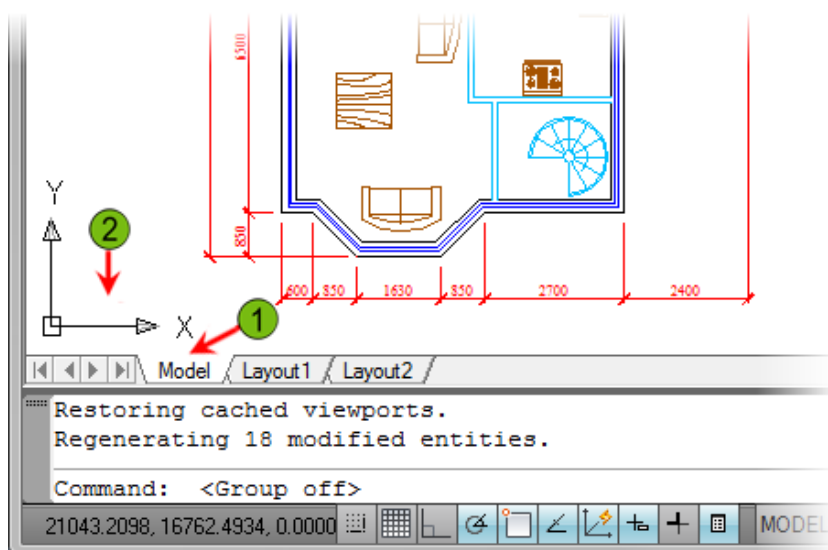 6500
Y
2
850
600 850 1630 850 2700 2400
X
1
Model Layout1 Layout2
Restoring cached viewports.
Regenerating 18 modified entities.
Command: <Group off>
21043.2098, 16762.4934, 0.0000 MODEL